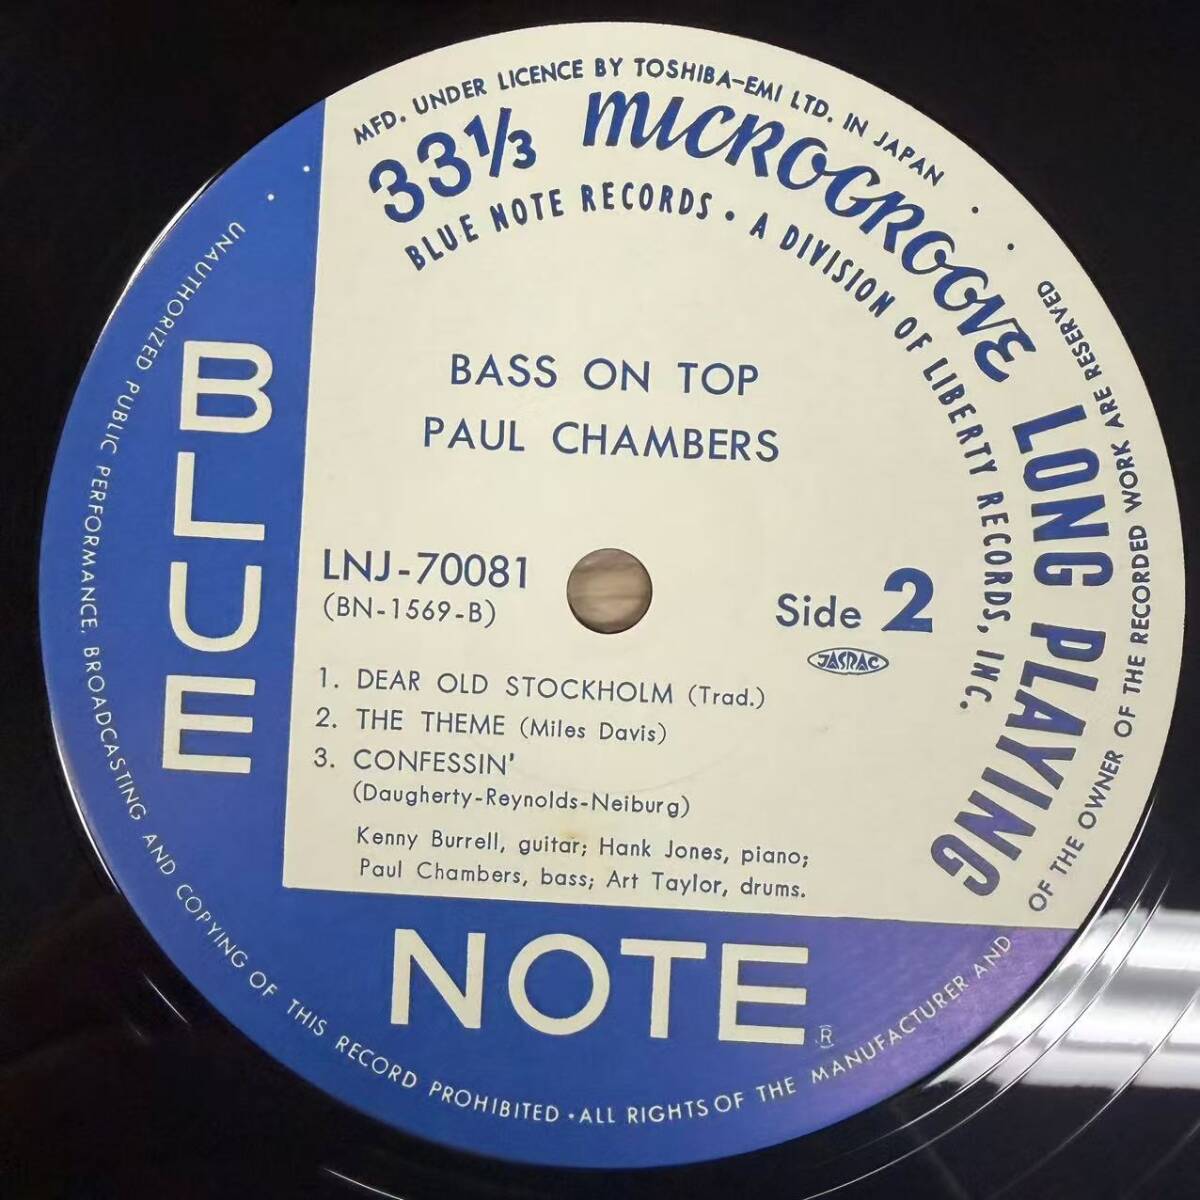 MFD. UNDER LICENCE BY TOSHIBA-EMI LTD. IN JAPAN
33⅓ MICROGROOVE LONG PLAYING
BLUE NOTE RECORDS • A DIVISION OF LIBERTY RECORDS, INC.
BASS ON TOP
PAUL CHAMBERS
LNJ-70081
(BN-1569-B)
Side 2
JASRAC
1. DEAR OLD STOCKHOLM (Trad.)
2. THE THEME (Miles Davis)
3. CONFESSIN'
(Daugherty-Reynolds-Neiburg)
Kenny Burrell, guitar; Hank Jones, piano;
Paul Chambers, bass; Art Taylor, drums.
BLUE
NOTE
R
UNAUTHORIZED PUBLIC PERFORMANCE, BROADCASTING AND COPYING OF THIS RECORD PROHIBITED • ALL RIGHTS OF THE MANUFACTURER AND OF THE OWNER OF THE RECORDED WORK ARE RESERVED